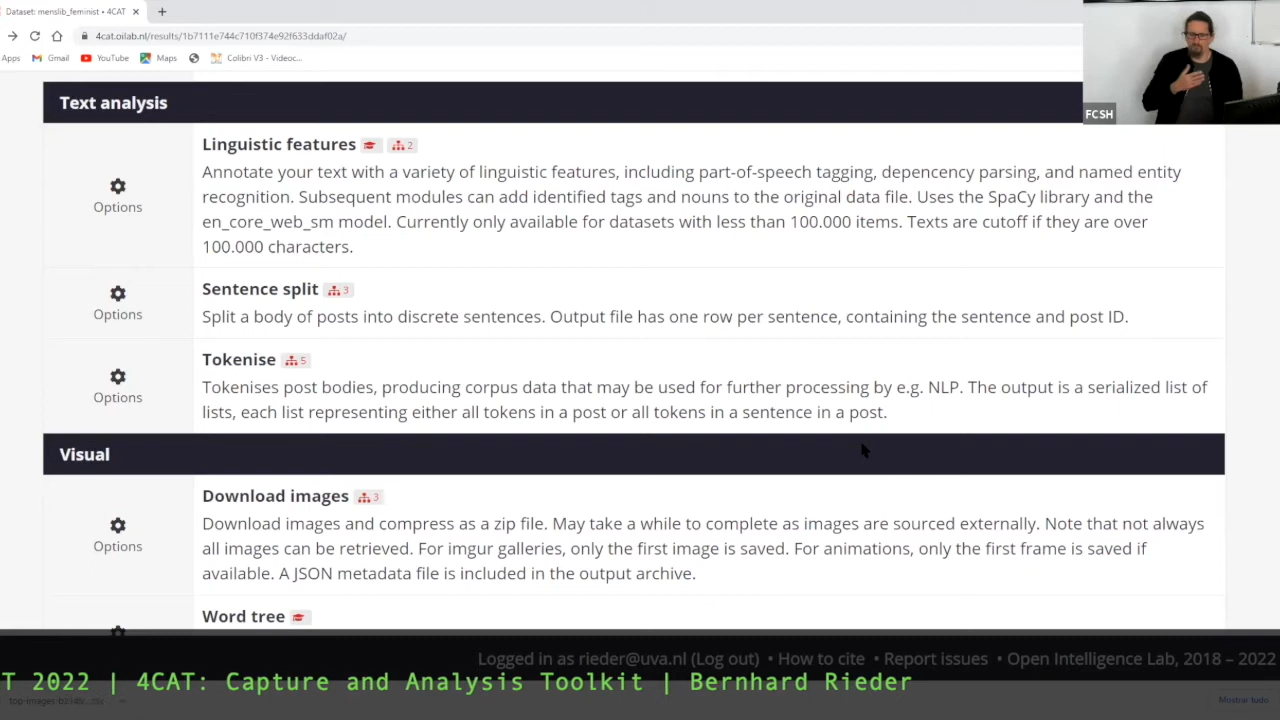 Dataset: menslib_feminist • 4CAT
4cat.oilab.nl/results/1b7111e744c710f374e92f633ddaf02a/
Apps Gmail YouTube Maps Colibri V3 - Videoc...
FCSH
Text analysis
Linguistic features 2
Annotate your text with a variety of linguistic features, including part-of-speech tagging, depencency parsing, and named entity
recognition. Subsequent modules can add identified tags and nouns to the original data file. Uses the SpaCy library and the
Options
en_core_web_sm model. Currently only available for datasets with less than 100.000 items. Texts are cutoff if they are over
100.000 characters.
Sentence split 3
Options
Split a body of posts into discrete sentences. Output file has one row per sentence, containing the sentence and post ID.
Tokenise 5
Tokenises post bodies, producing corpus data that may be used for further processing by e.g. NLP. The output is a serialized list of
Options
lists, each list representing either all tokens in a post or all tokens in a sentence in a post.
Visual
Download images 3
Download images and compress as a zip file. May take a while to complete as images are sourced externally. Note that not always
Options
all images can be retrieved. For imgur galleries, only the first image is saved. For animations, only the first frame is saved if
available. A JSON metadata file is included in the output archive.
Word tree
Logged in as rieder@uva.nl (Log out) • How to cite • Report issues • Open Intelligence Lab, 2018 – 2022
T 2022 | 4CAT: Capture and Analysis Toolkit | Bernhard Rieder
Mostrar tudo